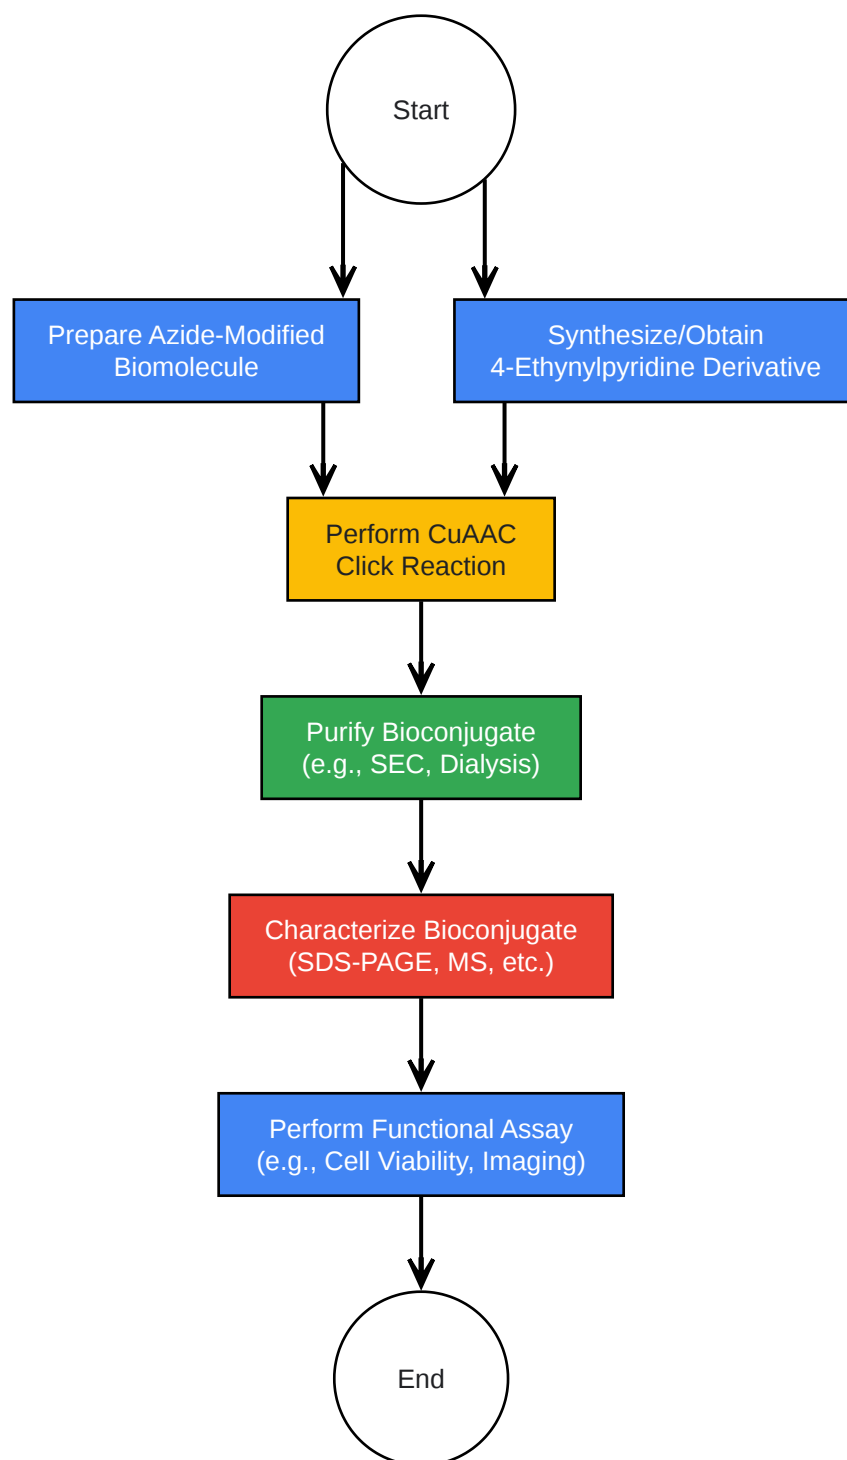 Start
Prepare Azide-Modified
Biomolecule
Synthesize/Obtain
4-Ethynylpyridine Derivative
Perform CuAAC
Click Reaction
Purify Bioconjugate
(e.g., SEC, Dialysis)
Characterize Bioconjugate
(SDS-PAGE, MS, etc.)
Perform Functional Assay
(e.g., Cell Viability, Imaging)
End